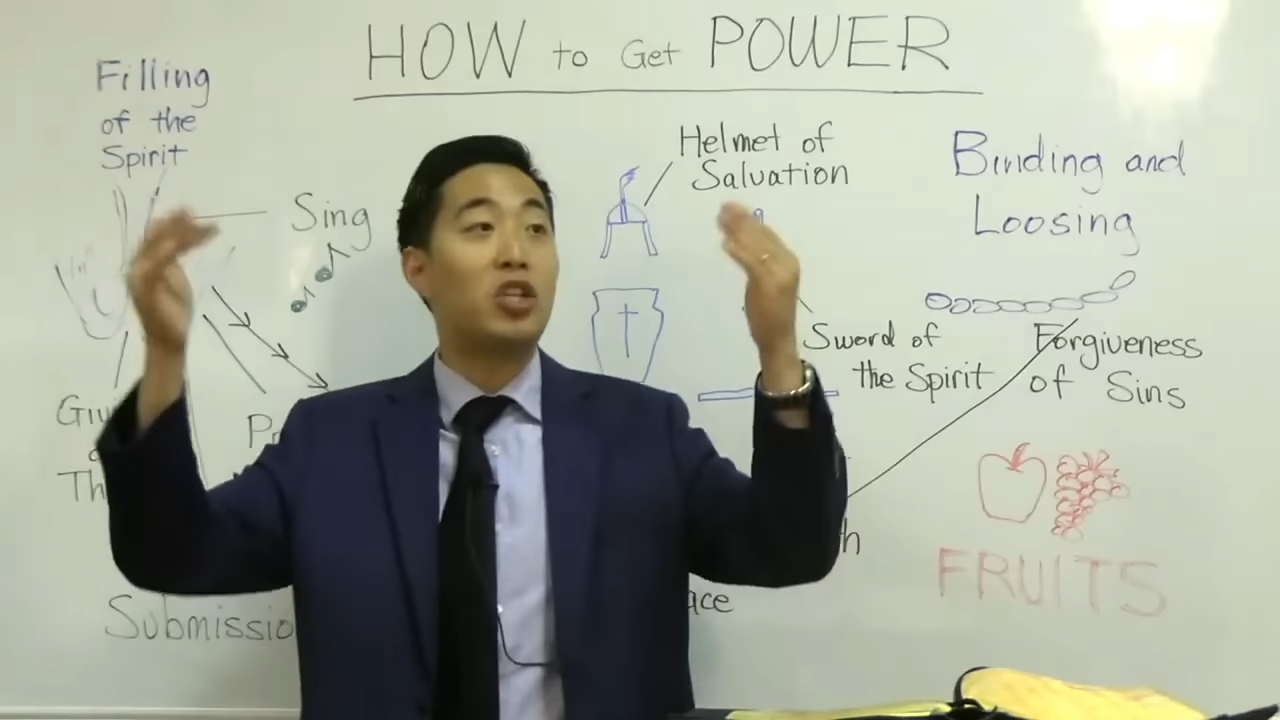 HOW to Get POWER
Filling
of the
Spirit
Sing
Helmet of
Salvation
Binding and
Loosing
Sword of
the Spirit
Forgiveness
of Sins
FRUITS